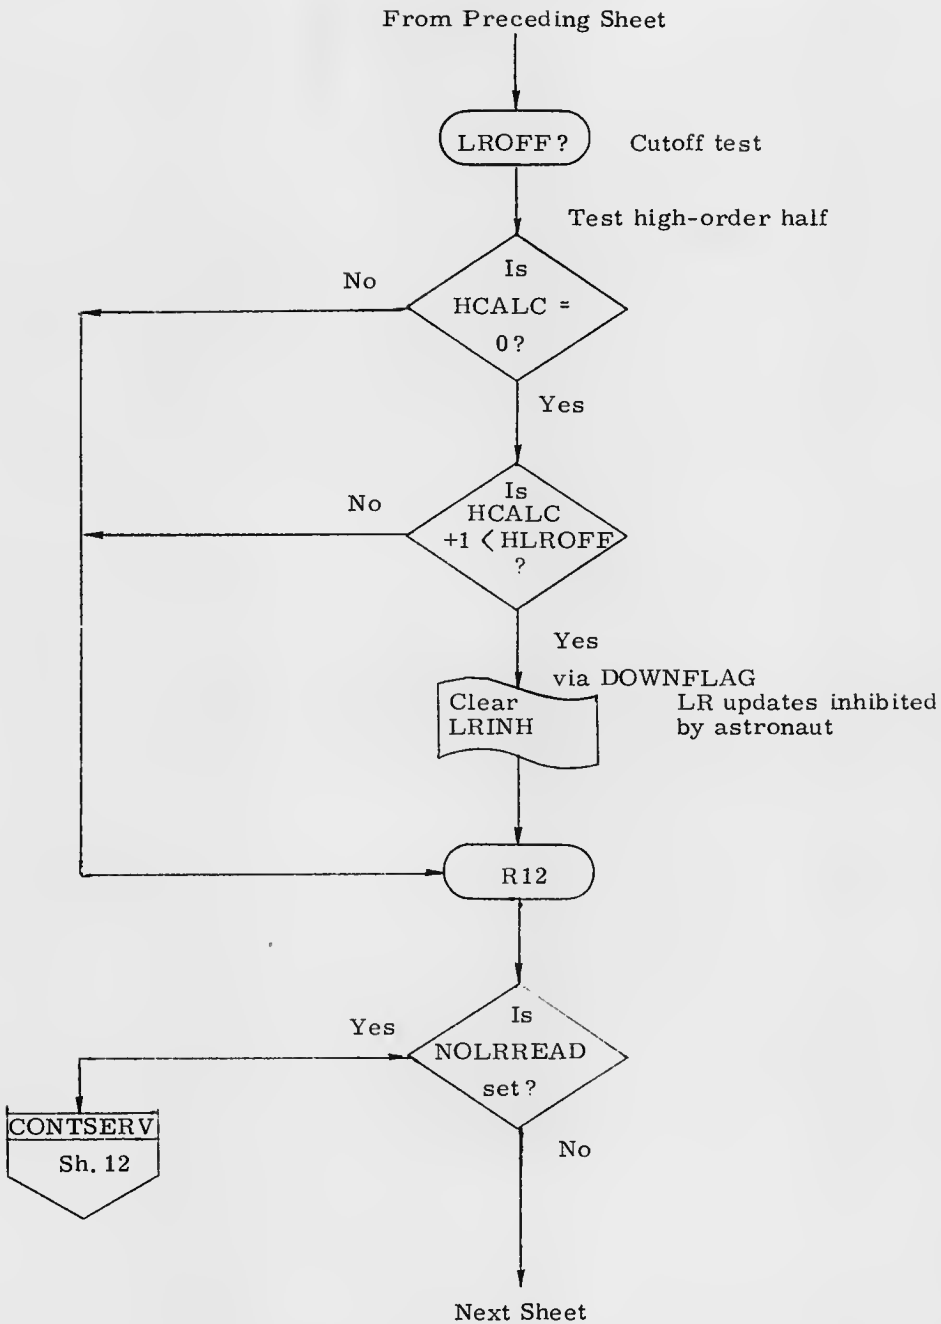 From Preceding Sheet
LROFF?
Cutoff test
Test high-order half
Is
HCALC =
0?
No
Yes
Is
HCALC
+1 < HLROFF
?
No
Yes
via DOWNFLAG
Clear
LRINH
LR updates inhibited
by astronaut
R12
Is
NOLRREAD
set?
Yes
CONTSERV
Sh. 12
No
Next Sheet